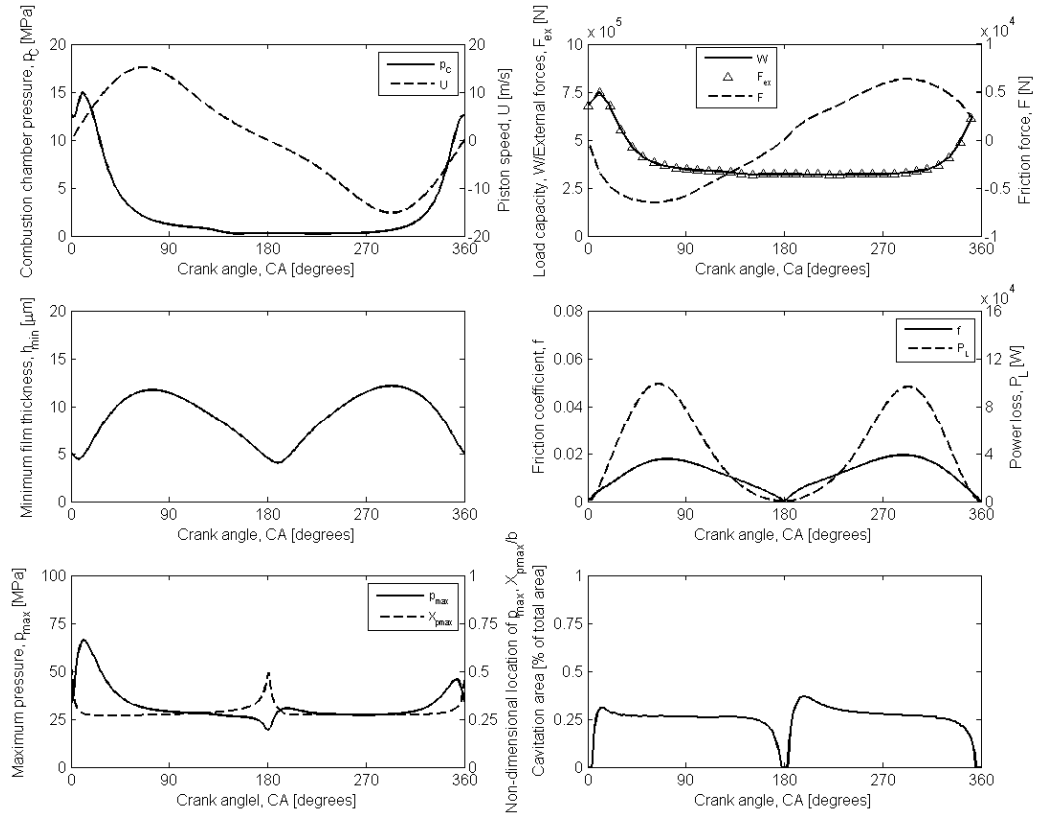 Combustion chamber pressure, p_C [MPa]
20
15
10
5
0
0
90
180
270
360
Crank angle, CA [degrees]
20
10
0
-10
-20
Piston speed, U [m/s]
p_C
U
x 10^5
Load capacity, W/External forces, F_ex [N]
10
7.5
5
2.5
0
0
90
180
270
360
Crank angle, Ca [degrees]
x 10^4
1
0.5
0
-0.5
-1
Friction force, F [N]
W
F_ex
F
Minimum film thickness, h_min [μm]
20
15
10
5
0
0
90
180
270
360
Crank angle, CA [degrees]
Friction coefficient, f
0.08
0.06
0.04
0.02
0
0
90
180
270
360
Crank angle, CA [degrees]
x 10^4
16
12
8
4
0
Power loss, P_L [W]
f
P_L
Maximum pressure, p_max [MPa]
100
75
50
25
0
0
90
180
270
360
Crank anglel, CA [degrees]
1
0.75
0.5
0.25
0
Non-dimensional location of p_max, X_pmax/b
p_max
X_pmax
Cavitation area [% of total area]
1
0.75
0.5
0.25
0
0
90
180
270
360
Crank angle, CA [degrees]